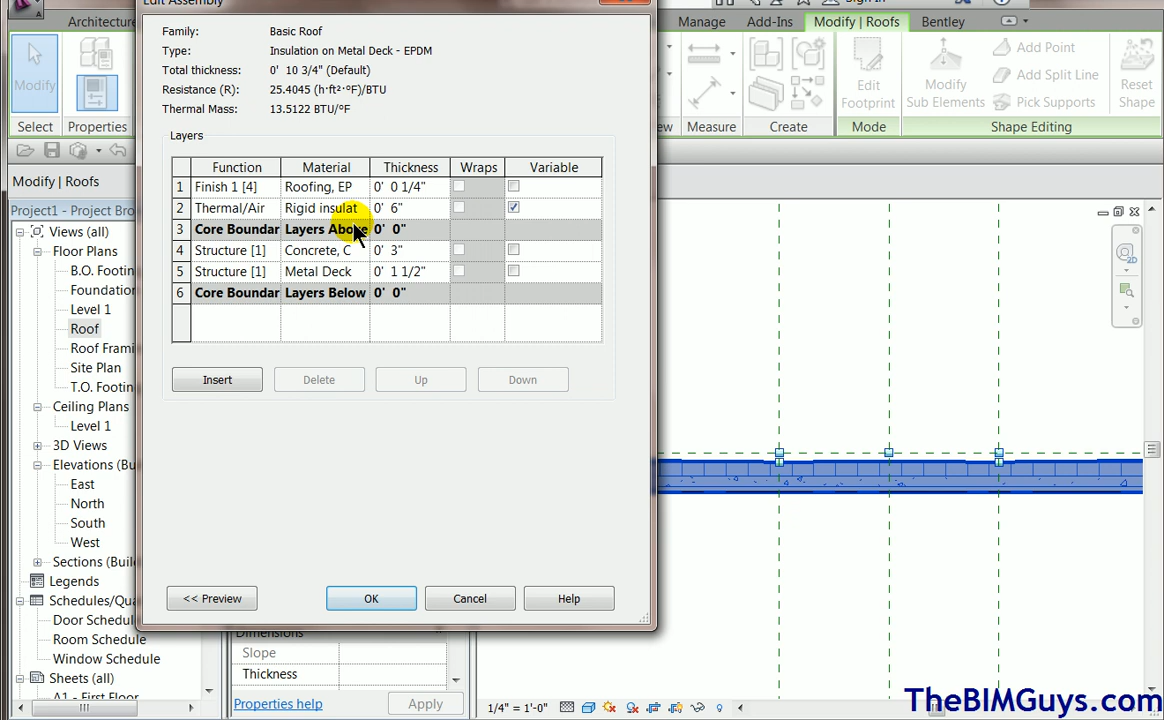 Edit Assembly
Sign In
Architecture
Manage
Add-Ins
Modify | Roofs
Bentley
Modify
Edit
Footprint
Modify
Sub Elements
Add Point
Add Split Line
Pick Supports
Reset
Shape
Select
Properties
Measure
Create
Mode
Shape Editing
Modify | Roofs
Project1 - Project Bro
Views (all)
Floor Plans
B.O. Footin
Foundation
Level 1
Roof
Roof Frami
Site Plan
T.O. Footin
Ceiling Plans
Level 1
3D Views
Elevations (Bu
East
North
South
West
Sections (Buil
Legends
Schedules/Qua
Door Schedul
Room Schedule
Window Schedule
Sheets (all)
A1 - First Floor
Family: Basic Roof
Type: Insulation on Metal Deck - EPDM
Total thickness: 0' 10 3/4" (Default)
Resistance (R): 25.4045 (h·ft²·°F)/BTU
Thermal Mass: 13.5122 BTU/°F
Layers
Function Material Thickness Wraps Variable
1 Finish 1 [4] Roofing, EP 0' 0 1/4"
2 Thermal/Air Rigid insulat 0' 6"
3 Core Boundar Layers Above 0' 0"
4 Structure [1] Concrete, C 0' 3"
5 Structure [1] Metal Deck 0' 1 1/2"
6 Core Boundar Layers Below 0' 0"
Insert Delete Up Down
<< Preview OK Cancel Help
Dimensions
Slope
Thickness
Properties help Apply
2D
1/4" = 1'-0"
TheBIMGuys.com